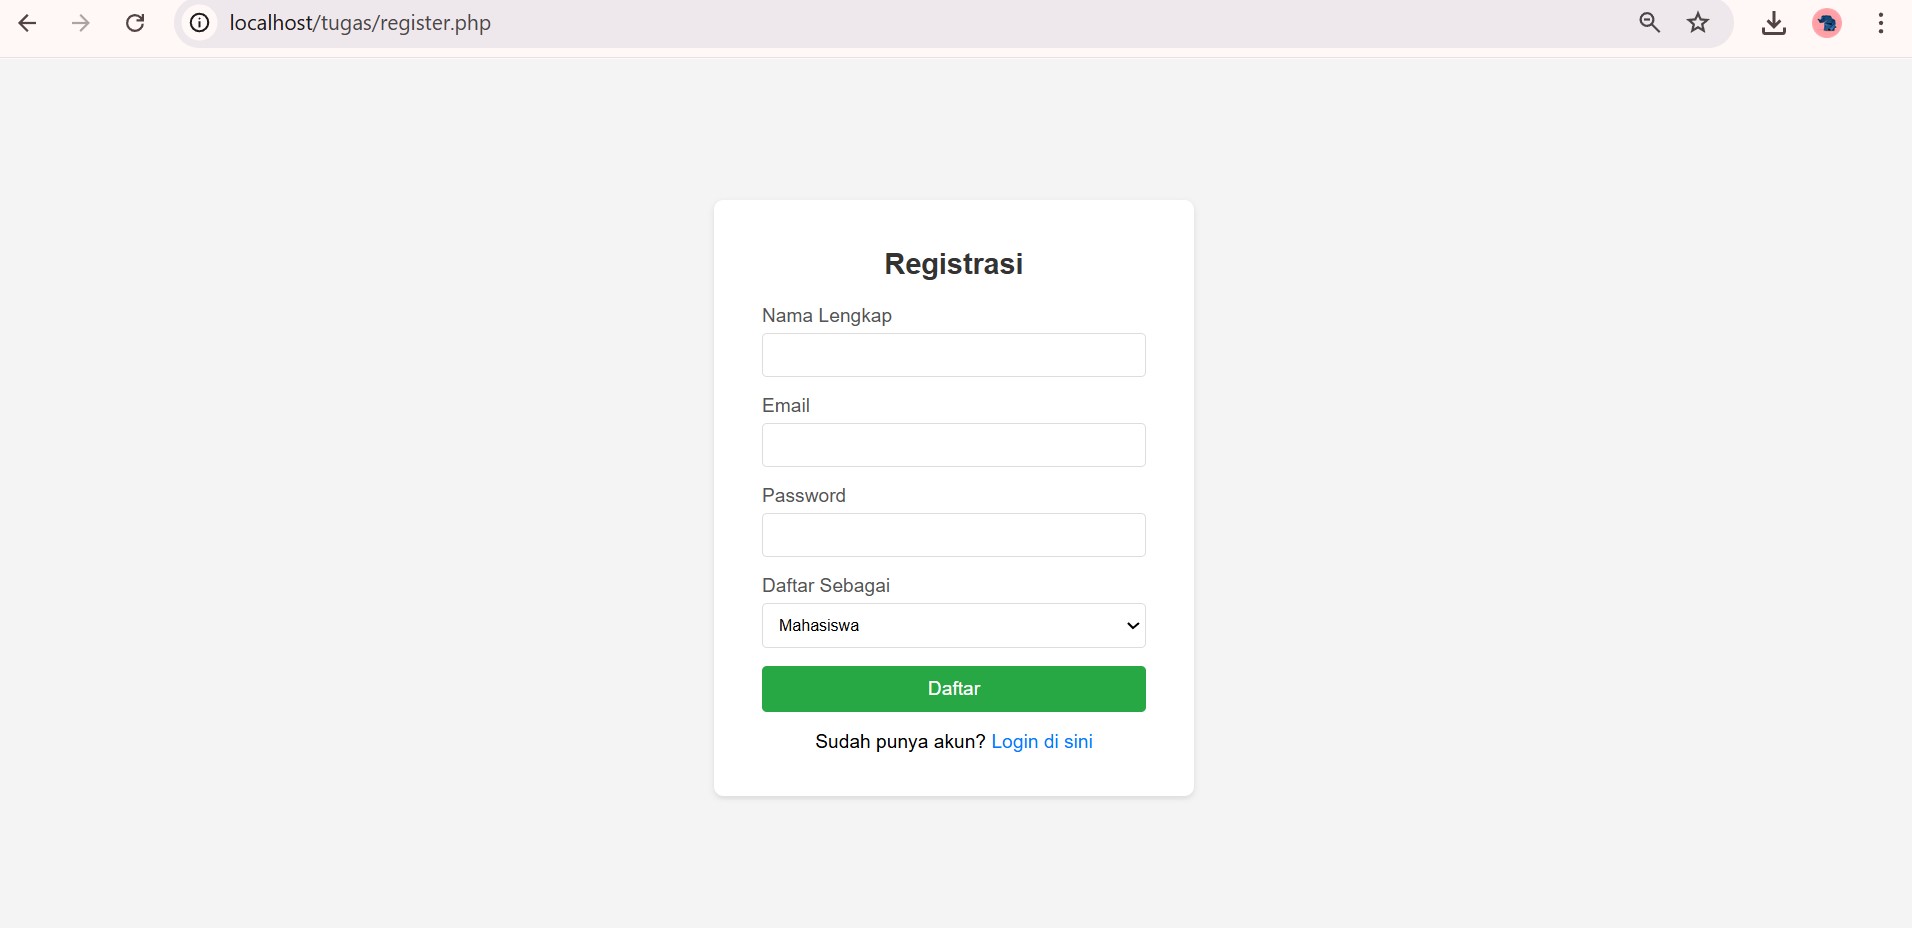 localhost/tugas/register.php
Registrasi
Nama Lengkap
Email
Password
Daftar Sebagai
Mahasiswa
Daftar
Sudah punya akun? Login di sini